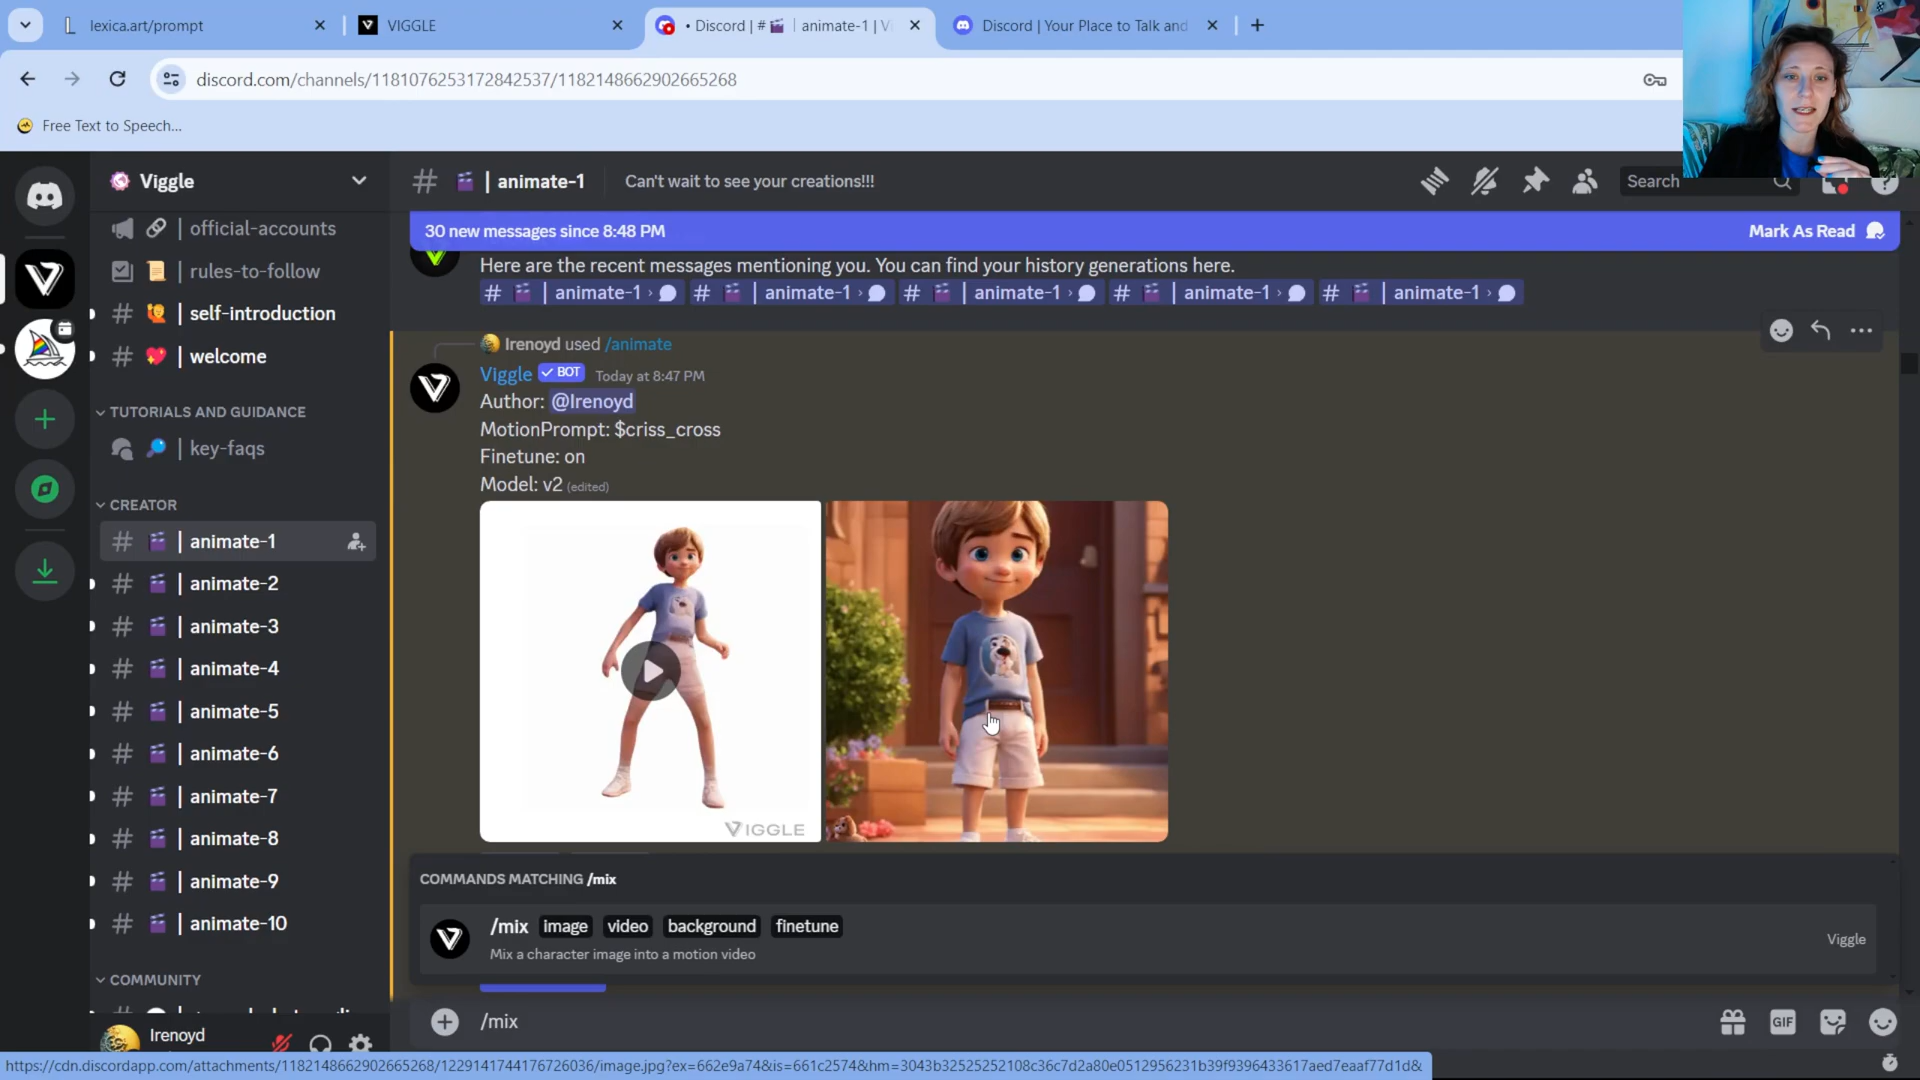 lexica.art/prompt
VIGGLE
• Discord | # | animate-1 | Vi
Discord | Your Place to Talk and
discord.com/channels/1181076253172842537/1182148662902665268
Free Text to Speech...
Viggle
| animate-1
Can't wait to see your creations!!!
Search
| official-accounts
| rules-to-follow
| self-introduction
| welcome
TUTORIALS AND GUIDANCE
| key-faqs
CREATOR
| animate-1
| animate-2
| animate-3
| animate-4
| animate-5
| animate-6
| animate-7
| animate-8
| animate-9
| animate-10
COMMUNITY
Irenoyd
30 new messages since 8:48 PM
Mark As Read
Here are the recent messages mentioning you. You can find your history generations here.
# | animate-1 › # | animate-1 › # | animate-1 › # | animate-1 › # | animate-1 ›
Irenoyd used /animate
Viggle ✓ BOT Today at 8:47 PM
Author: @Irenoyd
MotionPrompt: $criss_cross
Finetune: on
Model: v2 (edited)
VIGGLE
COMMANDS MATCHING /mix
/mix image video background finetune
Mix a character image into a motion video
Viggle
/mix
GIF
https://cdn.discordapp.com/attachments/1182148662902665268/1229141744176726036/image.jpg?ex=662e9a74&is=661c2574&hm=3043b32525252108c36c7d2a80e0512956231b39f9396433617aed7eaaf77d1d&